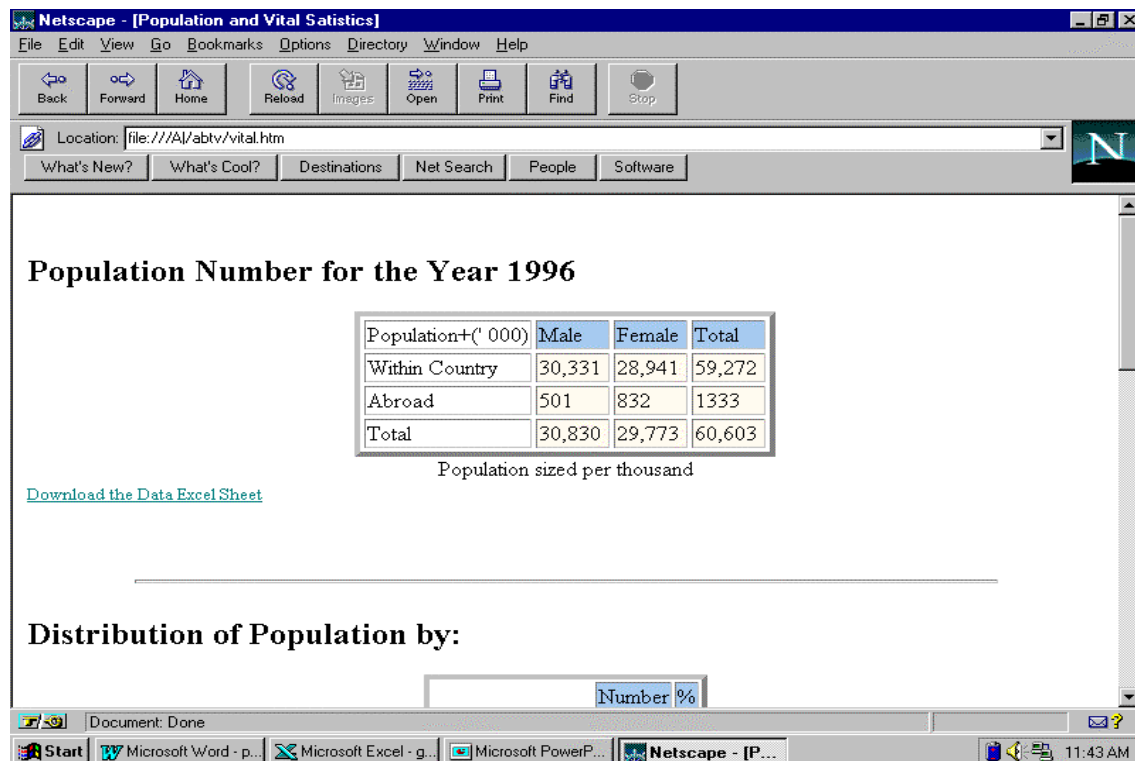 Netscape - [Population and Vital Satistics]
File Edit View Go Bookmarks Options Directory Window Help
Back Forward Home Reload Images Open Print Find Stop
Location: file:///A|/abtv/vital.htm
N
What's New? What's Cool? Destinations Net Search People Software
Population Number for the Year 1996
Population+(' 000) Male Female Total
Within Country 30,331 28,941 59,272
Abroad 501 832 1333
Total 30,830 29,773 60,603
Population sized per thousand
Download the Data Excel Sheet
Distribution of Population by:
Number %
Document: Done
Start Microsoft Word - p... Microsoft Excel - g... Microsoft PowerP... Netscape - [P... 11:43 AM